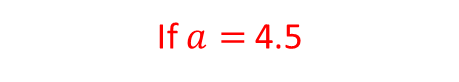 If a = 4.5